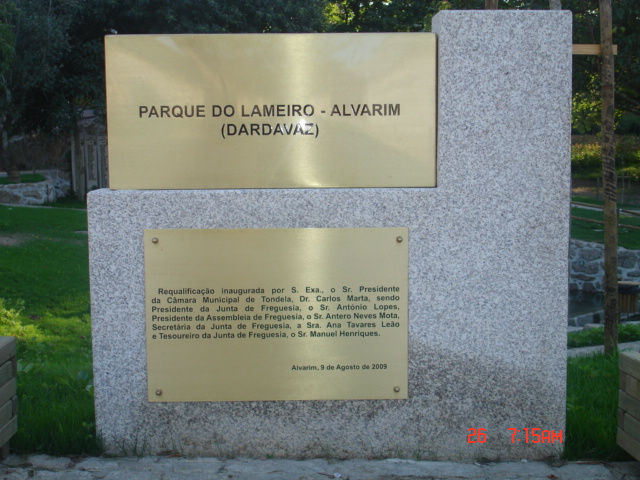 PARQUE DO LAMEIRO - ALVARIM
(DARDAVAZ)
Requalificação inaugurada por S. Exa., o Sr. Presidente
da Câmara Municipal de Tondela, Dr. Carlos Marta, sendo
Presidente da Junta de Freguesia, o Sr. António Lopes,
Presidente da Assembleia de Freguesia, o Sr. Antero Neves Mota,
Secretária da Junta de Freguesia, a Sra. Ana Tavares Leão
e Tesoureiro da Junta de Freguesia, o Sr. Manuel Henriques.
Alvarim, 9 de Agosto de 2009
26 7:15AM